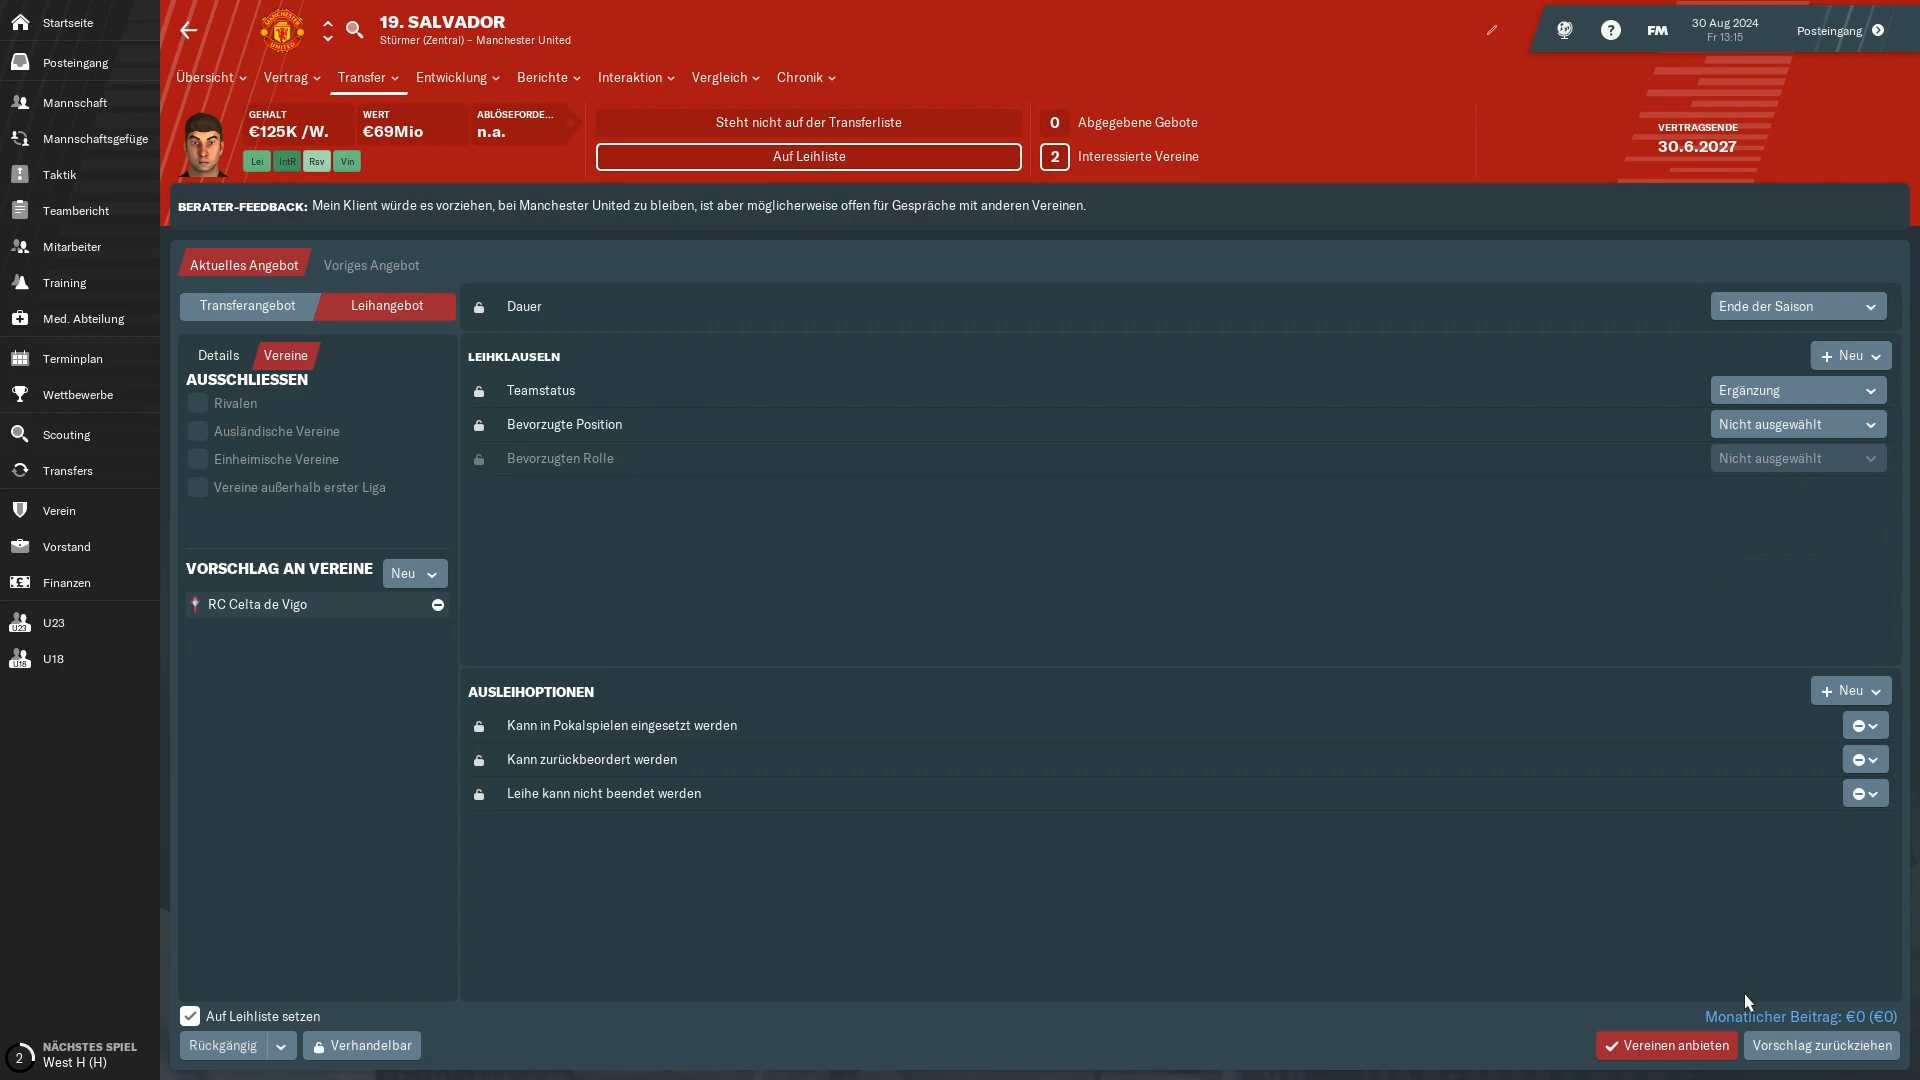 Startseite
Posteingang
Mannschaft
Mannschaftsgefüge
Taktik
Teambericht
Mitarbeiter
Training
Med. Abteilung
Terminplan
Wettbewerbe
Scouting
Transfers
Verein
Vorstand
Finanzen
U23
U23
U18
U18
2
NÄCHSTES SPIEL
West H (H)
19. SALVADOR
Stürmer (Zentral) – Manchester United
FM
30 Aug 2024
Fr 13:15
Posteingang
Übersicht Vertrag Transfer Entwicklung Berichte Interaktion Vergleich Chronik
GEHALT
€125K /W.
WERT
€69Mio
ABLÖSEFORDE...
n.a.
Lei IntR Rsv Vin
Steht nicht auf der Transferliste
Auf Leihliste
0 Abgegebene Gebote
2 Interessierte Vereine
VERTRAGSENDE
30.6.2027
BERATER-FEEDBACK: Mein Klient würde es vorziehen, bei Manchester United zu bleiben, ist aber möglicherweise offen für Gespräche mit anderen Vereinen.
Aktuelles Angebot Voriges Angebot
Transferangebot Leihangebot
Details Vereine
AUSSCHLIESSEN
Rivalen
Ausländische Vereine
Einheimische Vereine
Vereine außerhalb erster Liga
VORSCHLAG AN VEREINE Neu
RC Celta de Vigo
Dauer Ende der Saison
LEIHKLAUSELN + Neu
Teamstatus Ergänzung
Bevorzugte Position Nicht ausgewählt
Bevorzugten Rolle Nicht ausgewählt
AUSLEIHOPTIONEN + Neu
Kann in Pokalspielen eingesetzt werden
Kann zurückbeordert werden
Leihe kann nicht beendet werden
Auf Leihliste setzen
Monatlicher Beitrag: €0 (€0)
Rückgängig Verhandelbar
Vereinen anbieten Vorschlag zurückziehen